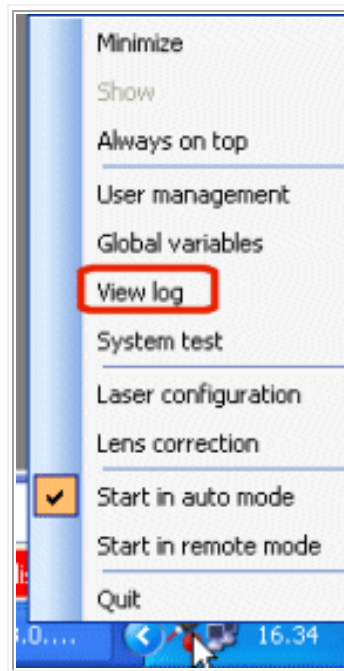 Minimize
Show
Always on top
User management
Global variables
View log
System test
Laser configuration
Lens correction
Start in auto mode
Start in remote mode
Quit
.0....
16.34